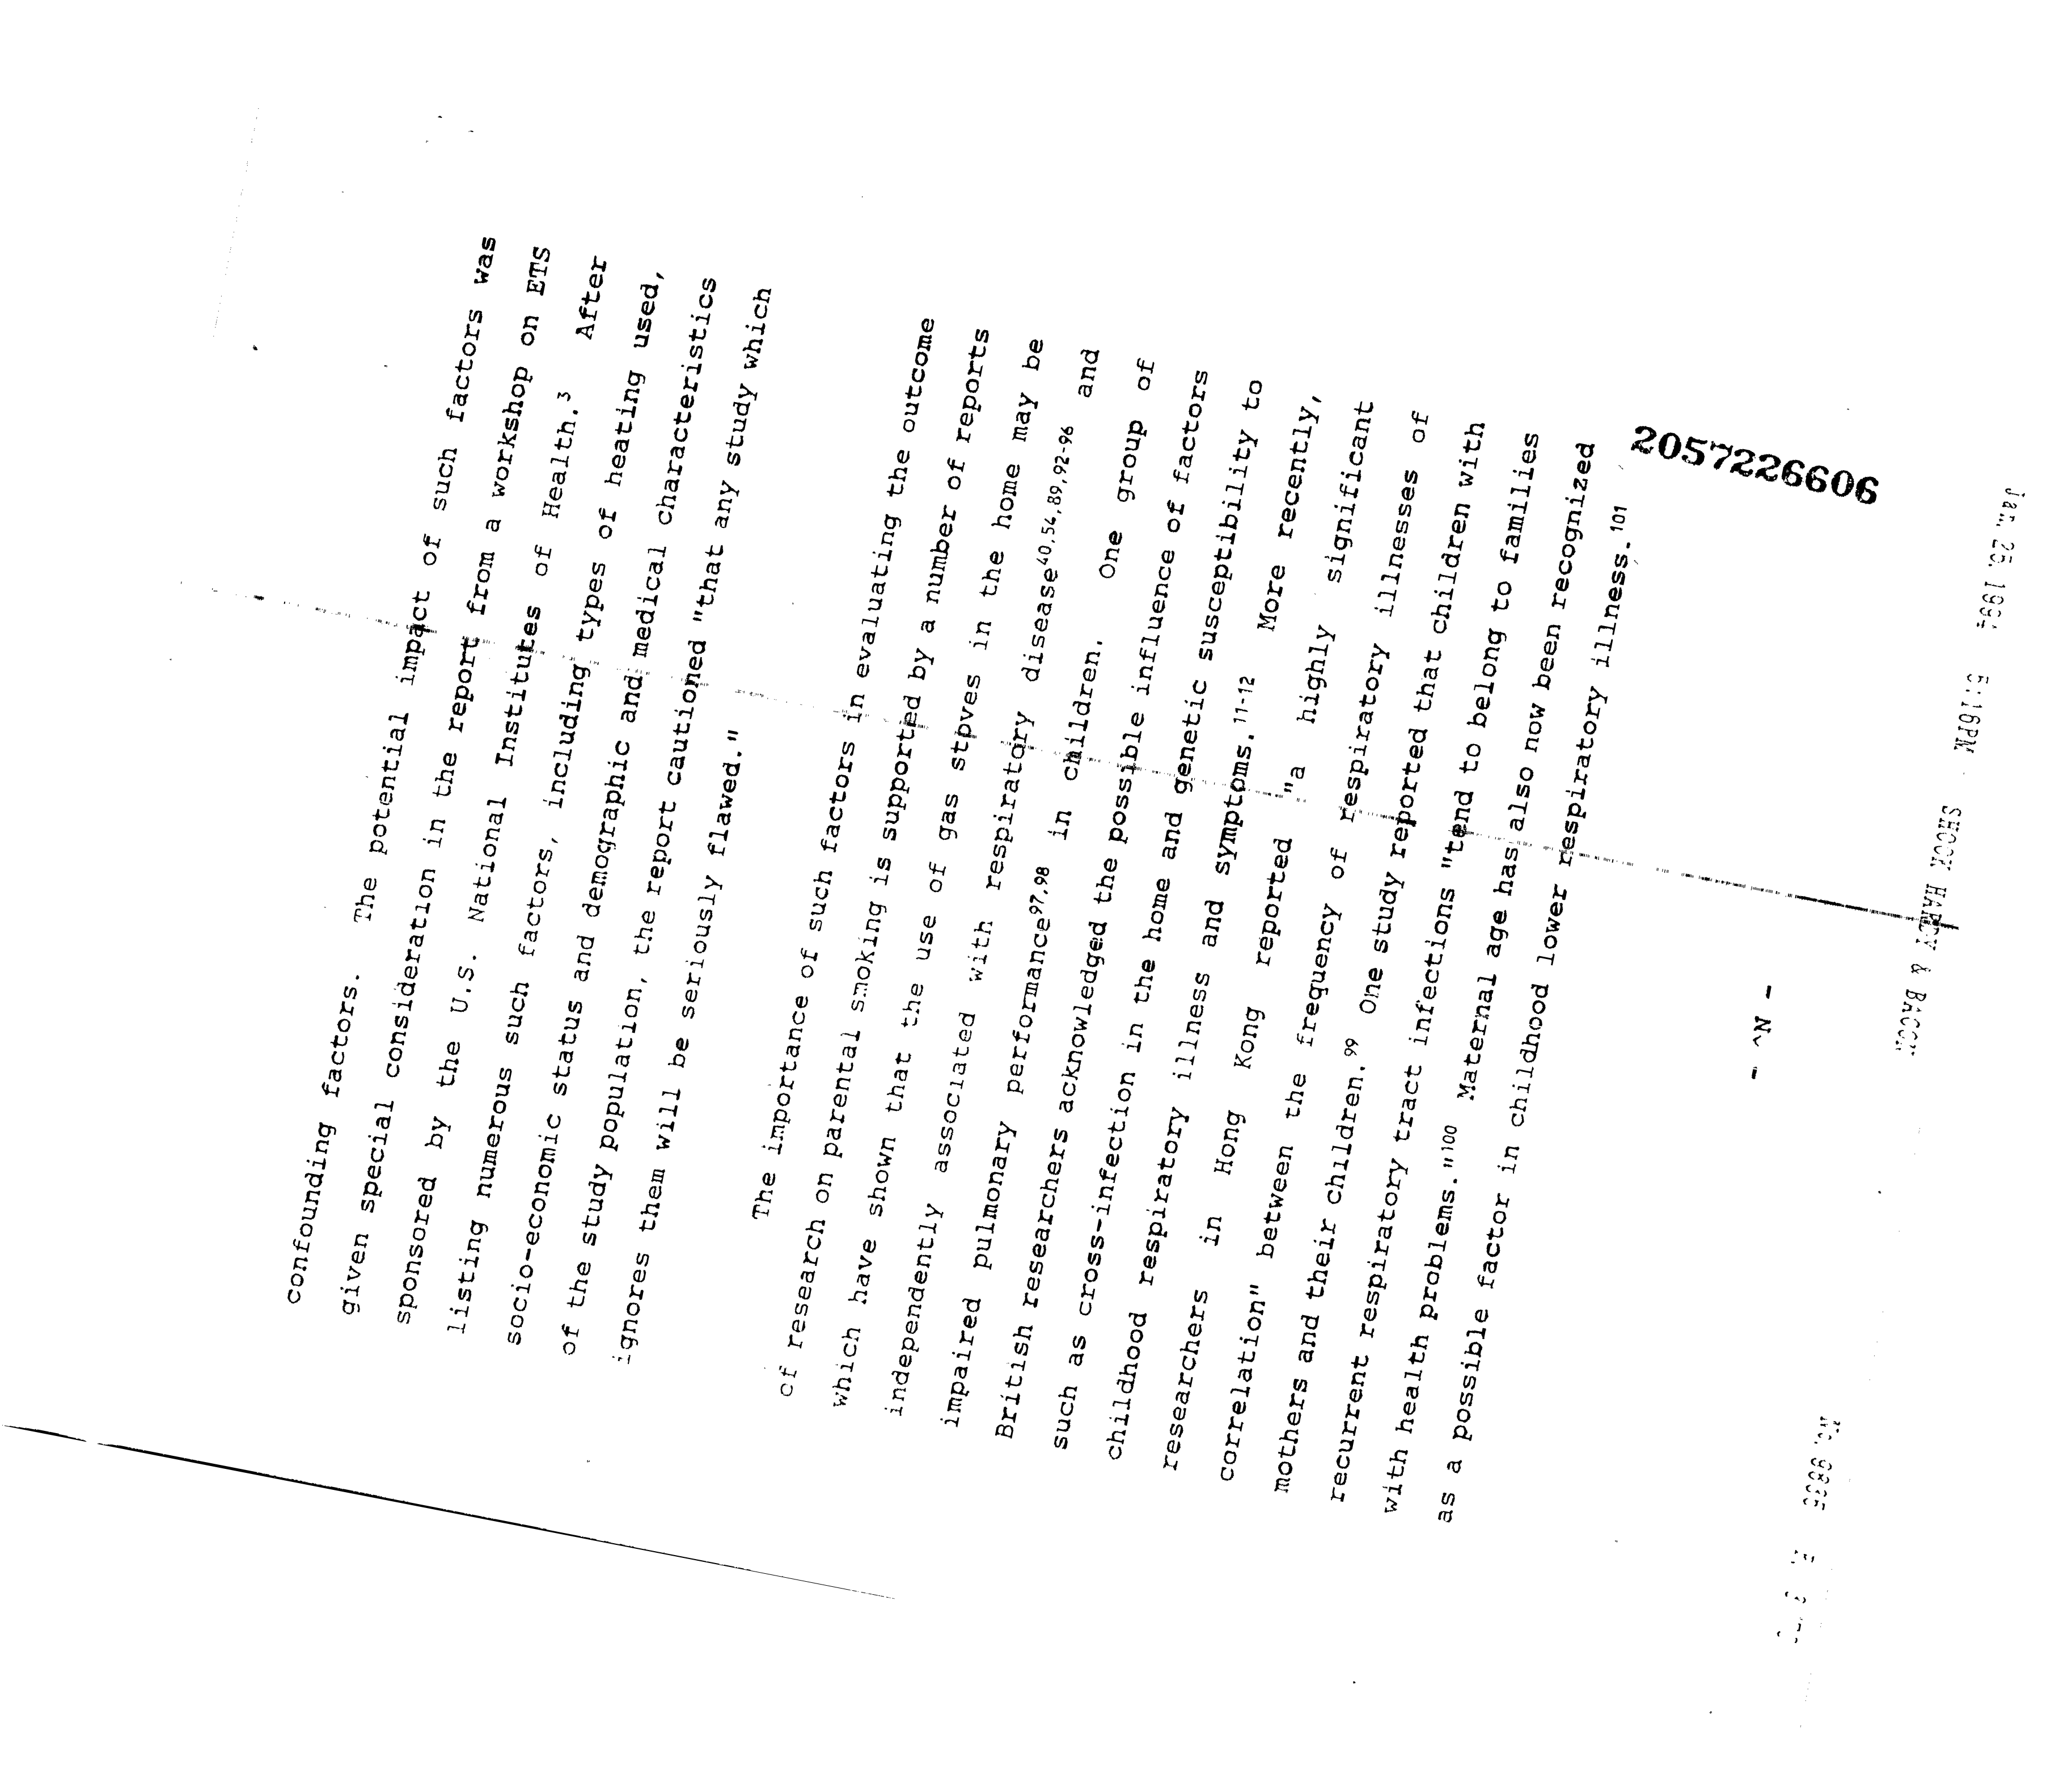 confounding factors. The potential impact of such factors was
given special consideration in the report from a workshop on ETS
sponsored by the U.S. National Institutes of Health.3 After
listing numerous such factors, including types of heating used,
socio-economic status and demographic and medical characteristics
of the study population, the report cautioned "that any study which
ignores them will be seriously flawed."
The importance of such factors in evaluating the outcome
of research on parental smoking is supported by a number of reports
which have shown that the use of gas stoves in the home may be
independently associated with respiratory disease40,54,89,92-96 and
impaired pulmonary performance97,98 in children. One group of
British researchers acknowledged the possible influence of factors
such as cross-infection in the home and genetic susceptibility to
childhood respiratory illness and symptoms.11-12 More recently,
researchers in Hong Kong reported "a highly significant
correlation" between the frequency of respiratory illnesses of
mothers and their children.99 One study reported that children with
recurrent respiratory tract infections "tend to belong to families
with health problems."100 Maternal age has also now been recognized
as a possible factor in childhood lower respiratory illness.101
2057226606
Jan. 25. 1994 5:16PM SHOOK HARDY & BACON